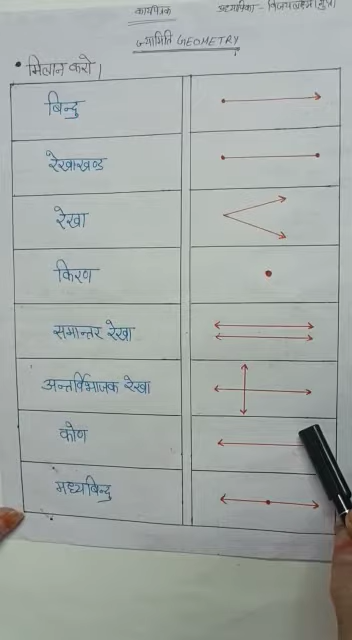 कार्यपत्रक
ज्यामिति GEOMETRY
• मिलान करो।
बिन्दु
रेखाखण्ड
रेखा
किरण
समान्तर रेखा
अन्तर्विभाजक रेखा
कोण
मध्यबिन्दु